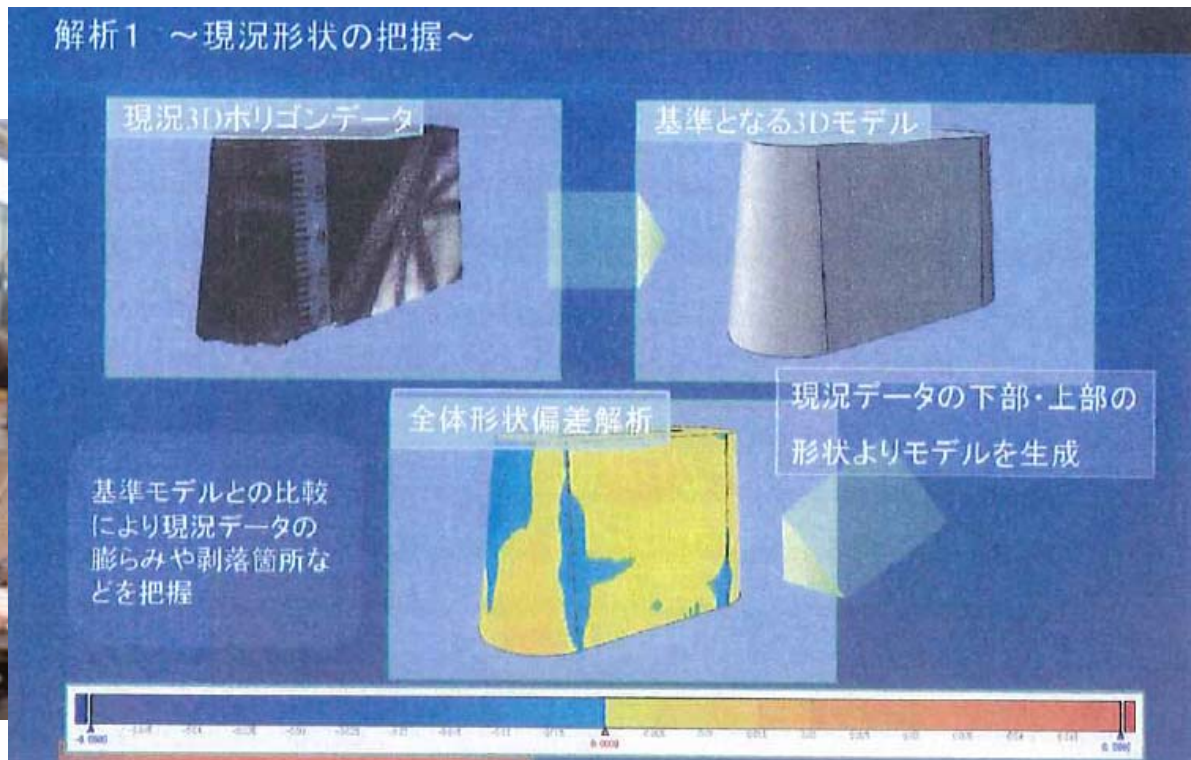 解析1 ～現況形状の把握～
現況3Dポリゴンデータ
基準となる3Dモデル
現況データの下部・上部の
形状よりモデルを生成
全体形状偏差解析
基準モデルとの比較
により現況データの
膨らみや剥落箇所な
どを把握